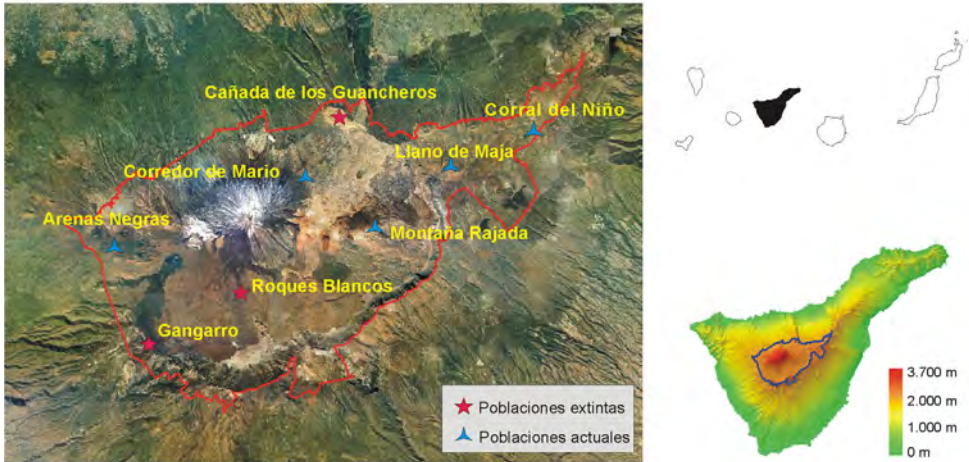 Cañada de los Guancheros
Corral del Niño
Llano de Maja
Corredor de Mario
Arenas Negras
Montaña Rajada
Roques Blancos
Gangarro
Poblaciones extintas
Poblaciones actuales
3.700 m
2.000 m
1.000 m
0 m